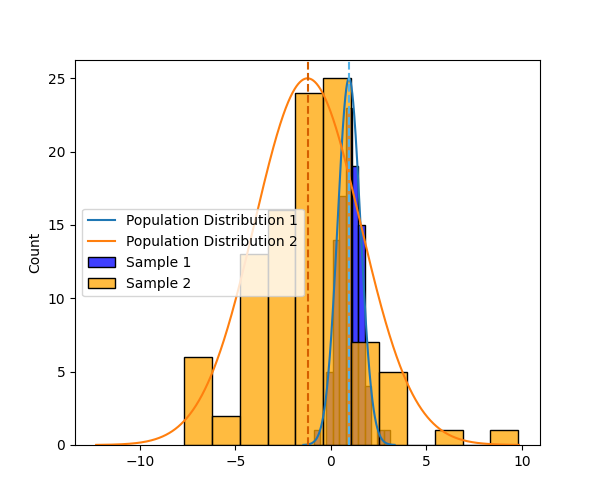 25
20
15
10
5
0
Count
Population Distribution 1
Population Distribution 2
Sample 1
Sample 2
−10
−5
0
5
10